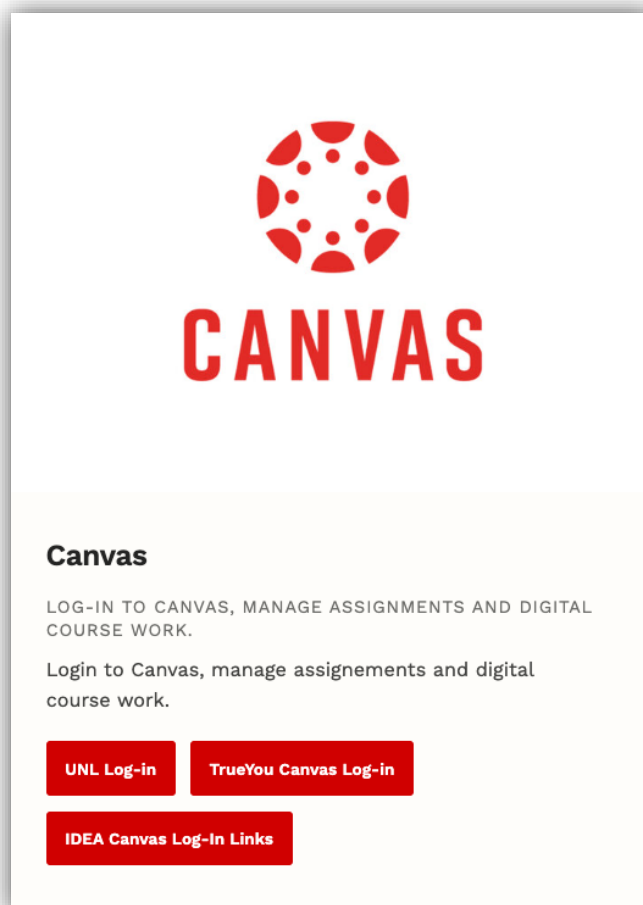 CANVAS
Canvas
LOG-IN TO CANVAS, MANAGE ASSIGNMENTS AND DIGITAL
COURSE WORK.
Login to Canvas, manage assignements and digital
course work.
UNL Log-in
TrueYou Canvas Log-in
IDEA Canvas Log-In Links